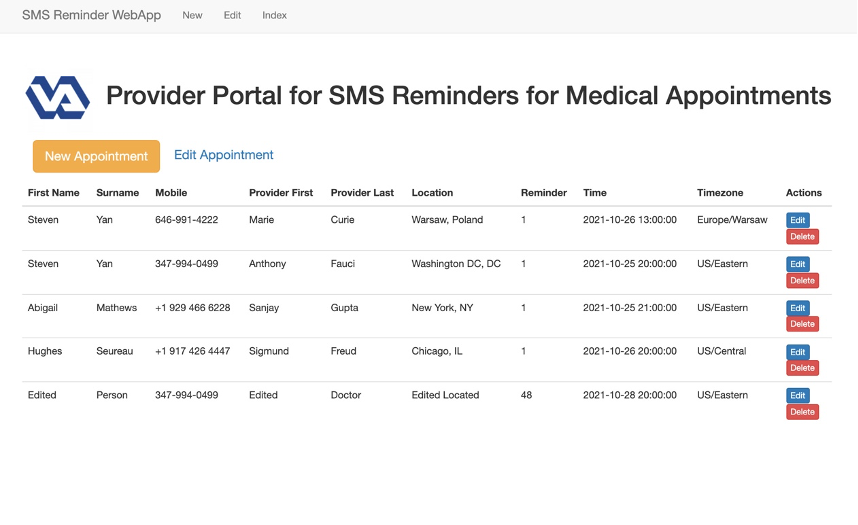 SMS Reminder WebApp New Edit Index
VA Provider Portal for SMS Reminders for Medical Appointments
New Appointment Edit Appointment
First Name Surname Mobile Provider First Provider Last Location Reminder Time Timezone Actions
Steven Yan 646-991-4222 Marie Curie Warsaw, Poland 1 2021-10-26 13:00:00 Europe/Warsaw Edit
Delete
Steven Yan 347-994-0499 Anthony Fauci Washington DC, DC 1 2021-10-25 20:00:00 US/Eastern Edit
Delete
Abigail Mathews +1 929 466 6228 Sanjay Gupta New York, NY 1 2021-10-25 21:00:00 US/Eastern Edit
Delete
Hughes Seureau +1 917 426 4447 Sigmund Freud Chicago, IL 1 2021-10-26 20:00:00 US/Central Edit
Delete
Edited Person 347-994-0499 Edited Doctor Edited Located 48 2021-10-28 20:00:00 US/Eastern Edit
Delete